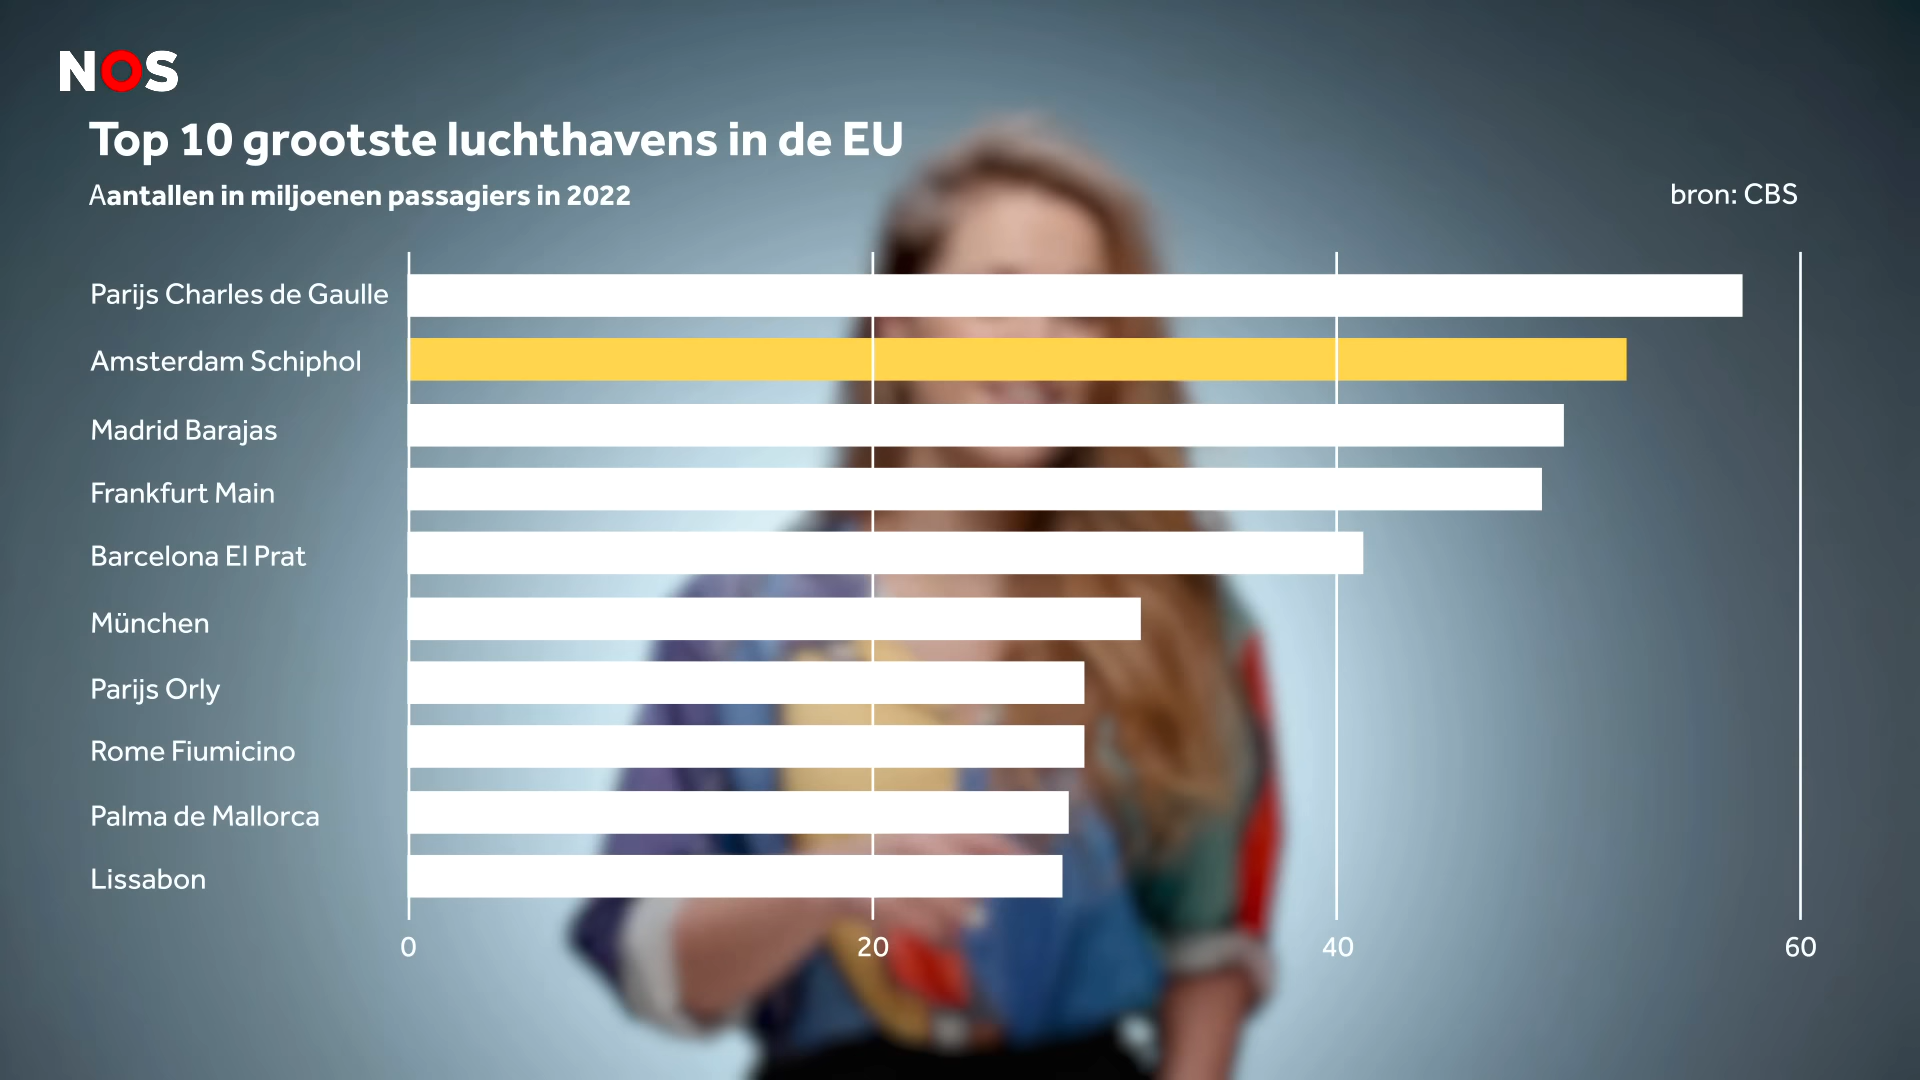 NOS
Top 10 grootste luchthavens in de EU
Aantallen in miljoenen passagiers in 2022
bron: CBS
Parijs Charles de Gaulle
Amsterdam Schiphol
Madrid Barajas
Frankfurt Main
Barcelona El Prat
München
Parijs Orly
Rome Fiumicino
Palma de Mallorca
Lissabon
0 20 40 60